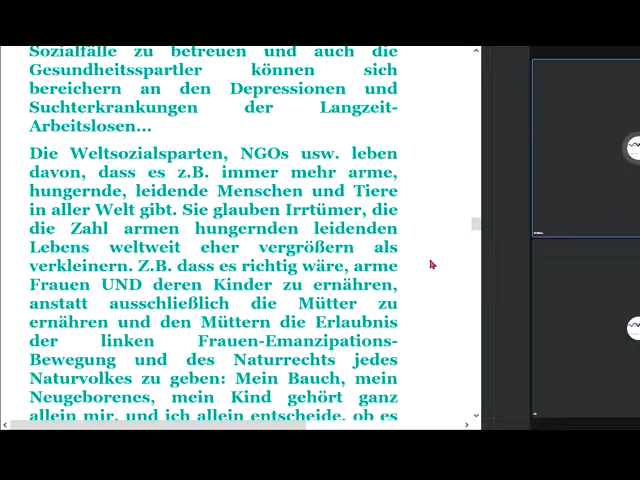 Sozialfälle zu betreuen und auch die
Gesundheitsspartler können sich
bereichern an den Depressionen und
Suchterkrankungen der Langzeit-
Arbeitslosen...
Die Weltsozialsparten, NGOs usw. leben
davon, dass es z.B. immer mehr arme,
hungernde, leidende Menschen und Tiere
in aller Welt gibt. Sie glauben Irrtümer, die
die Zahl armen hungernden leidenden
Lebens weltweit eher vergrößern als
verkleinern. Z.B. dass es richtig wäre, arme
Frauen UND deren Kinder zu ernähren,
anstatt ausschließlich die Mütter zu
ernähren und den Müttern die Erlaubnis
der linken Frauen-Emanzipations-
Bewegung und des Naturrechts jedes
Naturvolkes zu geben: Mein Bauch, mein
Neugeborenes, mein Kind gehört ganz
allein mir, und ich allein entscheide, ob es